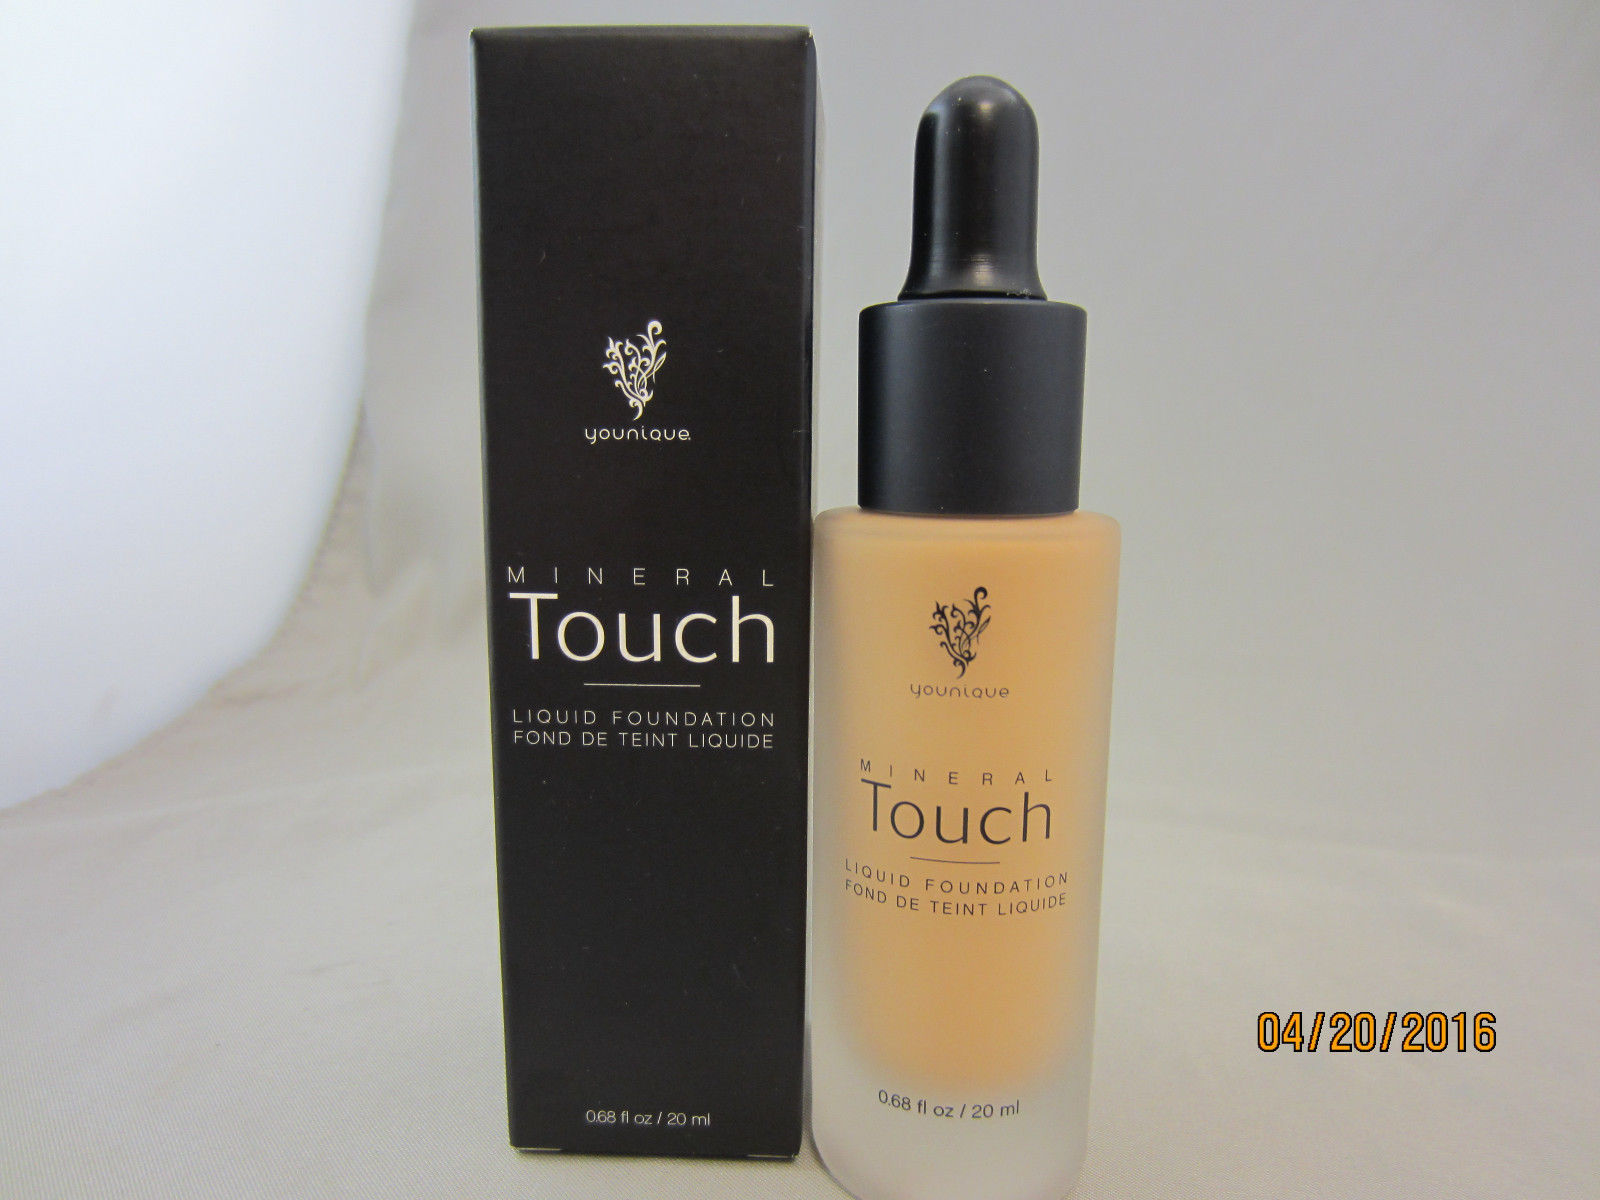 younique
MINERAL
Touch
LIQUID FOUNDATION
FOND DE TEINT LIQUIDE
0.68 fl oz / 20 ml
younique
MINERAL
Touch
LIQUID FOUNDATION
FOND DE TEINT LIQUIDE
0.68 fl oz / 20 ml
04/20/2016